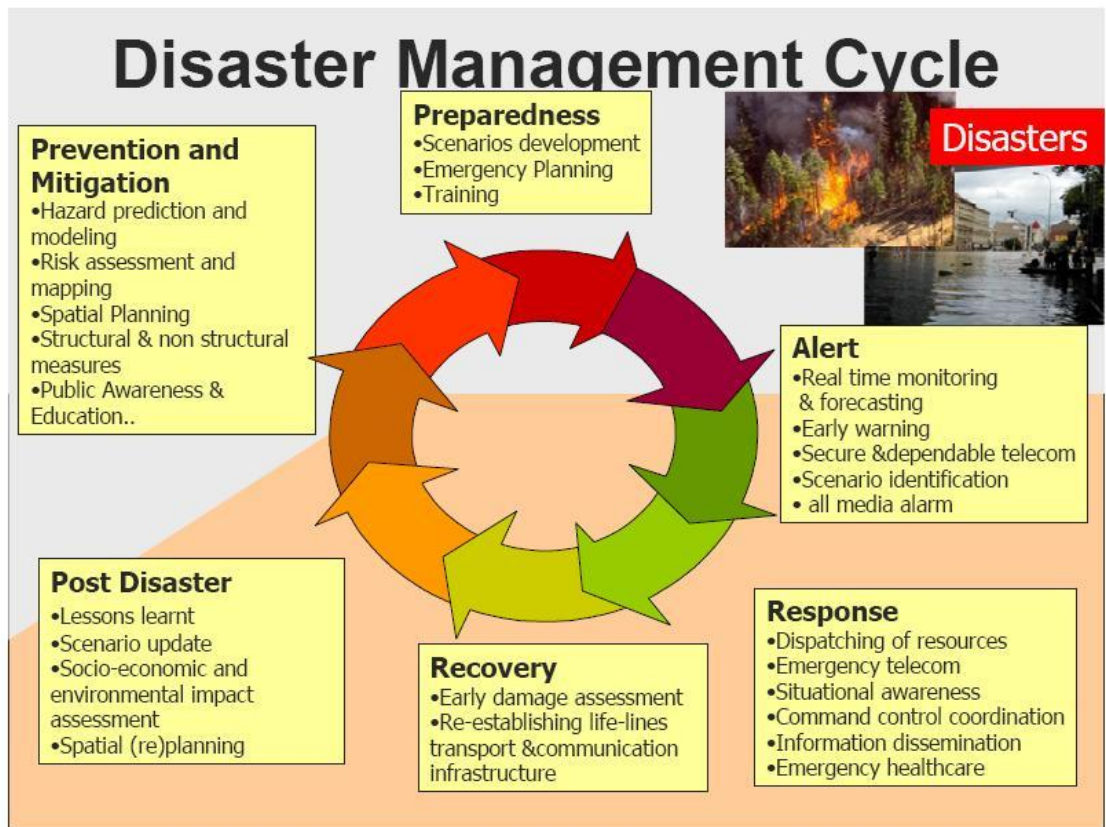 Disaster Management Cycle
Preparedness
•Scenarios development
•Emergency Planning
•Training
Disasters
Prevention and
Mitigation
•Hazard prediction and
modeling
•Risk assessment and
mapping
•Spatial Planning
•Structural & non structural
measures
•Public Awareness &
Education..
Alert
•Real time monitoring
& forecasting
•Early warning
•Secure &dependable telecom
•Scenario identification
• all media alarm
Post Disaster
•Lessons learnt
•Scenario update
•Socio-economic and
environmental impact
assessment
•Spatial (re)planning
Recovery
•Early damage assessment
•Re-establishing life-lines
transport &communication
infrastructure
Response
•Dispatching of resources
•Emergency telecom
•Situational awareness
•Command control coordination
•Information dissemination
•Emergency healthcare